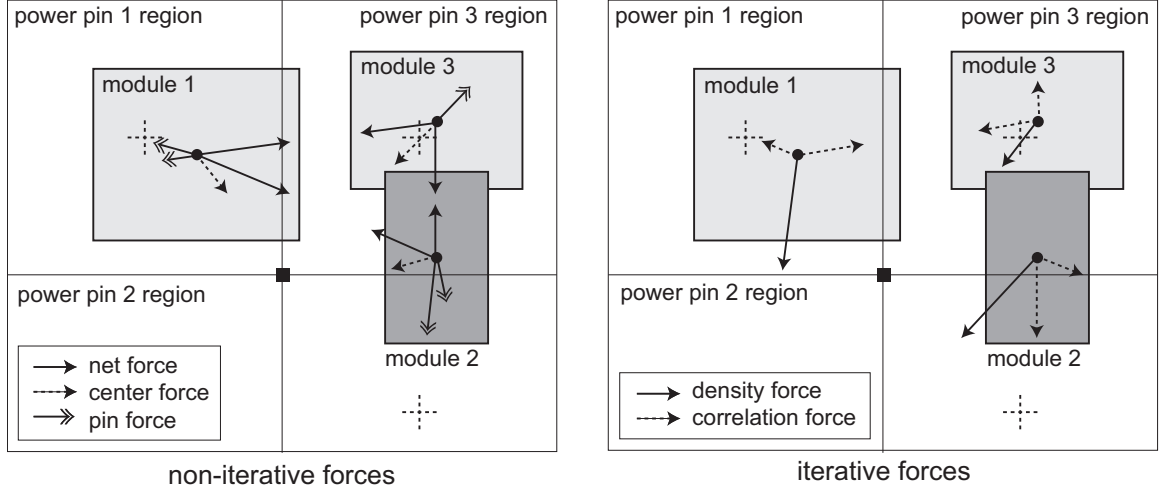 power pin 1 region
power pin 3 region
module 1
module 3
power pin 2 region
module 2
net force
center force
pin force
non-iterative forces
power pin 1 region
power pin 3 region
module 1
module 3
power pin 2 region
module 2
density force
correlation force
iterative forces